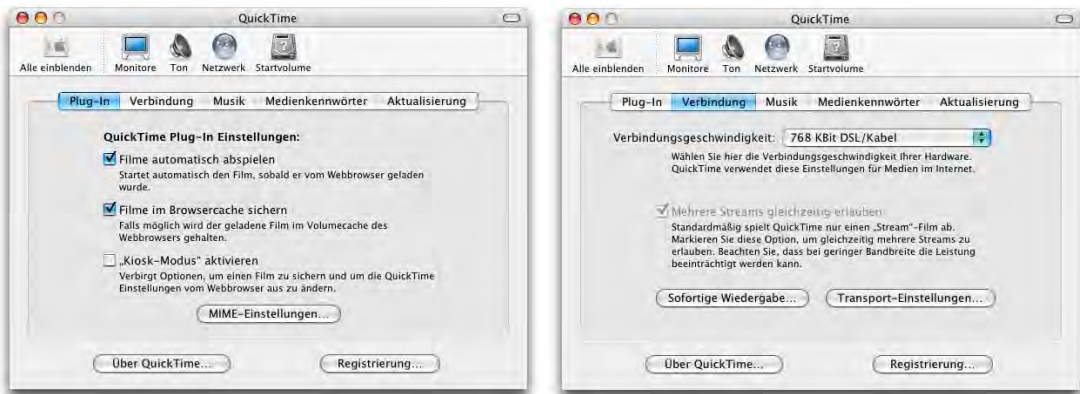 QuickTime
Alle einblenden Monitore Ton Netzwerk Startvolume
Plug-In Verbindung Musik Medienkennwörter Aktualisierung
QuickTime Plug-In Einstellungen:
Filme automatisch abspielen
Startet automatisch den Film, sobald er vom Webbrowser geladen
wurde.
Filme im Browsercache sichern
Falls möglich wird der geladene Film im Volumecache des
Webbrowsers gehalten.
„Kiosk-Modus“ aktivieren
Verbirgt Optionen, um einen Film zu sichern und um die QuickTime
Einstellungen vom Webbrowser aus zu ändern.
MIME-Einstellungen...
Über QuickTime... Registrierung...
QuickTime
Alle einblenden Monitore Ton Netzwerk Startvolume
Plug-In Verbindung Musik Medienkennwörter Aktualisierung
Verbindungsgeschwindigkeit: 768 KBit DSL/Kabel
Wählen Sie hier die Verbindungsgeschwindigkeit Ihrer Hardware.
QuickTime verwendet diese Einstellungen für Medien im Internet.
Mehrere Streams gleichzeitig erlauben
Standardmäßig spielt QuickTime nur einen „Stream“-Film ab.
Markieren Sie diese Option, um gleichzeitig mehrere Streams zu
erlauben. Beachten Sie, dass bei geringer Bandbreite die Leistung
beeinträchtigt werden kann.
Sofortige Wiedergabe... Transport-Einstellungen...
Über QuickTime... Registrierung...